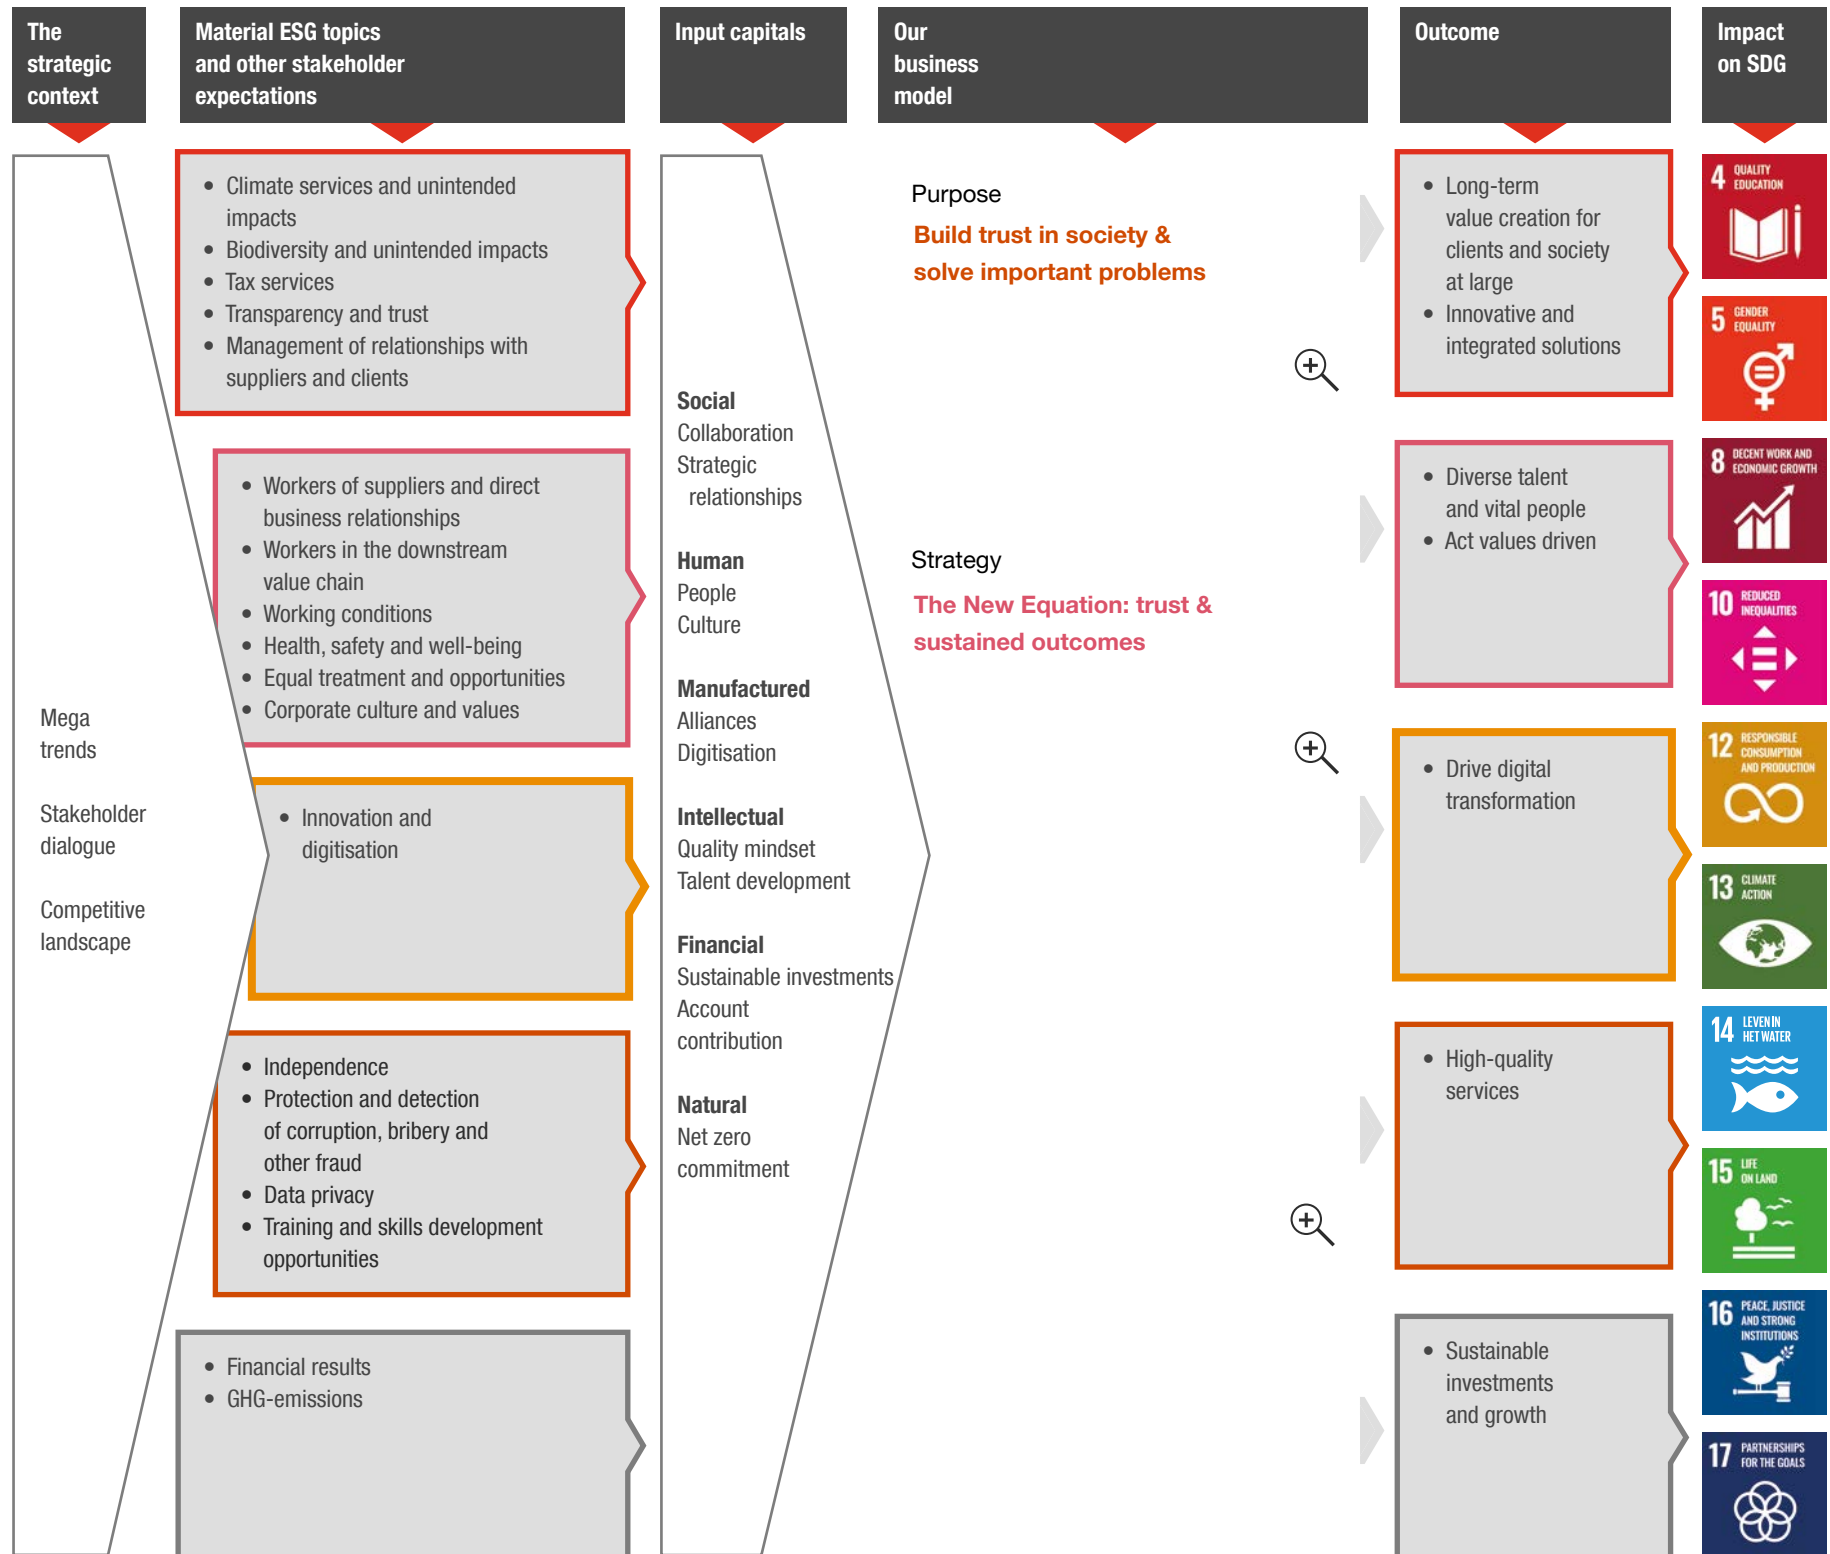 The
strategic
context
Material ESG topics
and other stakeholder
expectations
Input capitals
Our
business
model
Outcome
Impact
on SDG
Mega
trends
Stakeholder
dialogue
Competitive
landscape
• Climate services and unintended
impacts
• Biodiversity and unintended impacts
• Tax services
• Transparency and trust
• Management of relationships with
suppliers and clients
• Workers of suppliers and direct
business relationships
• Workers in the downstream
value chain
• Working conditions
• Health, safety and well-being
• Equal treatment and opportunities
• Corporate culture and values
• Innovation and
digitisation
• Independence
• Protection and detection
of corruption, bribery and
other fraud
• Data privacy
• Training and skills development
opportunities
• Financial results
• GHG-emissions
Social
Collaboration
Strategic
relationships
Human
People
Culture
Manufactured
Alliances
Digitisation
Intellectual
Quality mindset
Talent development
Financial
Sustainable investments
Account
contribution
Natural
Net zero
commitment
Purpose
Build trust in society &
solve important problems
Strategy
The New Equation: trust &
sustained outcomes
• Long-term
value creation for
clients and society
at large
• Innovative and
integrated solutions
• Diverse talent
and vital people
• Act values driven
• Drive digital
transformation
• High-quality
services
• Sustainable
investments
and growth
4 QUALITY
EDUCATION
5 GENDER
EQUALITY
8 DECENT WORK AND
ECONOMIC GROWTH
10 REDUCED
INEQUALITIES
12 RESPONSIBLE
CONSUMPTION
AND PRODUCTION
13 CLIMATE
ACTION
14 LEVEN IN
HET WATER
15 LIFE
ON LAND
16 PEACE, JUSTICE
AND STRONG
INSTITUTIONS
17 PARTNERSHIPS
FOR THE GOALS